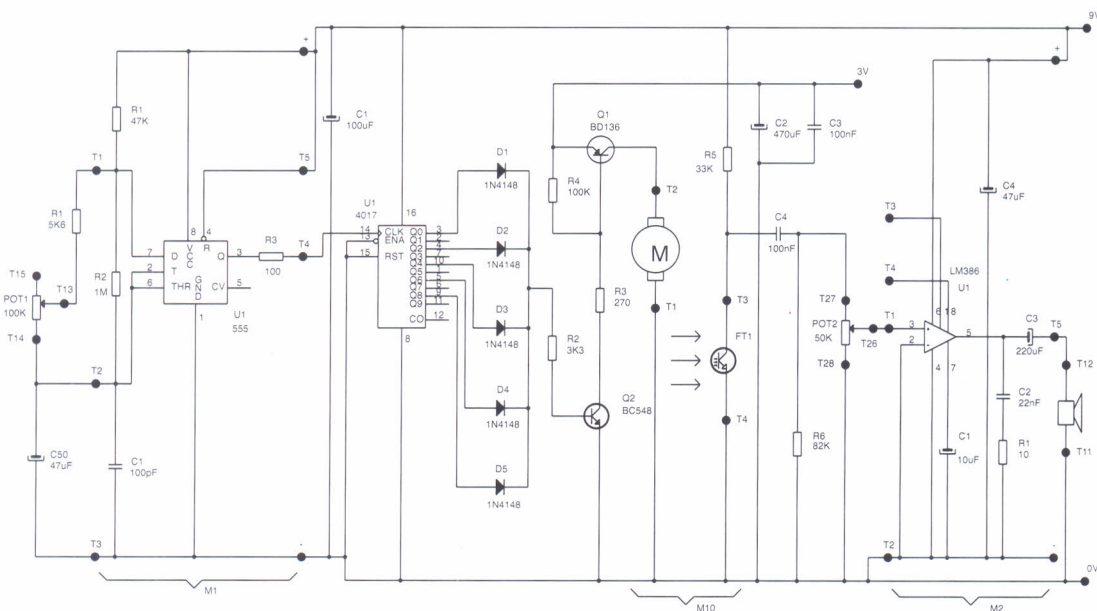 9V
+
+
R1
47K
T1
R1
5K6
T15
POT1
100K
T13
T14
T2
C50
47uF
C1
100pF
T3
-
M1
R2
1M
T5
8
4
V
C
C
R
7
D
Q
3
2
T
6
THR
G
N
D
CV
5
1
U1
555
R3
100
T4
C1
100uF
U1
4017
16
14
CLK
13
ENA
15
RST
Q0
3
Q1
2
Q2
4
Q3
7
Q4
10
Q5
1
Q6
5
Q7
6
Q8
9
Q9
11
CO
12
8
D1
1N4148
D2
1N4148
D3
1N4148
D4
1N4148
D5
1N4148
Q1
BD136
R4
100K
R3
270
R2
3K3
Q2
BC548
T2
M
T1
3V
C2
470uF
C3
100nF
R5
33K
C4
100nF
T3
FT1
T4
M10
R6
82K
T27
POT2
50K
T28
T26
T1
T3
T4
C4
47uF
LM386
U1
6
1
8
3
+
2
-
5
4
7
C1
10uF
C3
220uF
T5
C2
22nF
R1
10
T12
T11
T2
-
0V
M2